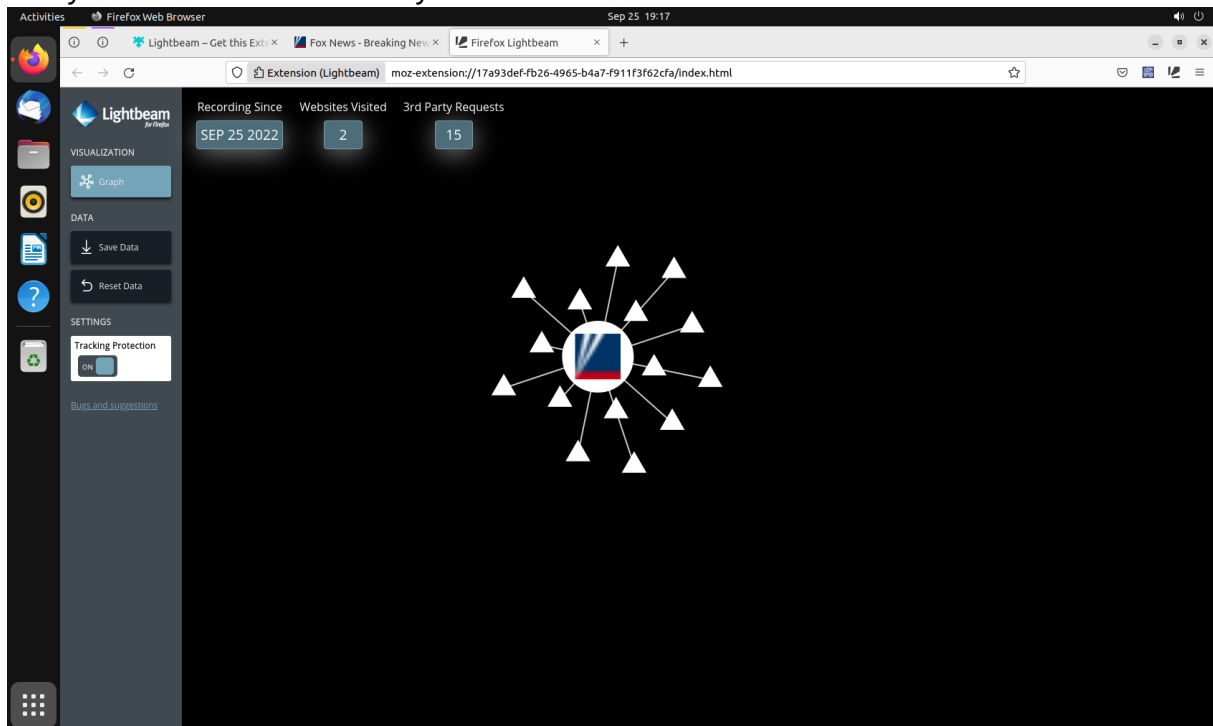 Activities Firefox Web Browser Sep 25 19:17
Lightbeam – Get this Exte Fox News - Breaking New Firefox Lightbeam
Extension (Lightbeam) moz-extension://17a93def-fb26-4965-b4a7-f911f3f62cfa/index.html
Lightbeam
for Firefox
Recording Since Websites Visited 3rd Party Requests
SEP 25 2022 2 15
VISUALIZATION
Graph
DATA
Save Data
Reset Data
SETTINGS
Tracking Protection
ON
Bugs and suggestions